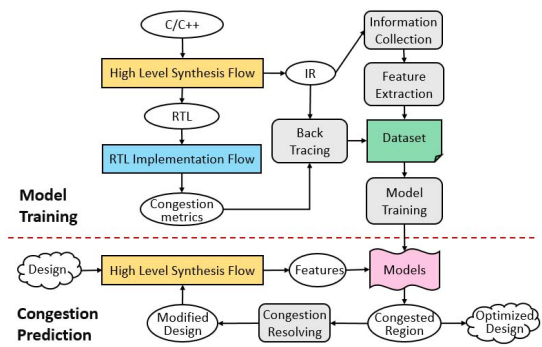 C/C++
High Level Synthesis Flow
IR
Information
Collection
Feature
Extraction
RTL
Back
Tracing
Dataset
RTL Implementation Flow
Congestion
metrics
Model
Training
Model
Training
Design
High Level Synthesis Flow
Features
Models
Congestion
Prediction
Modified
Design
Congestion
Resolving
Congested
Region
Optimized
Design